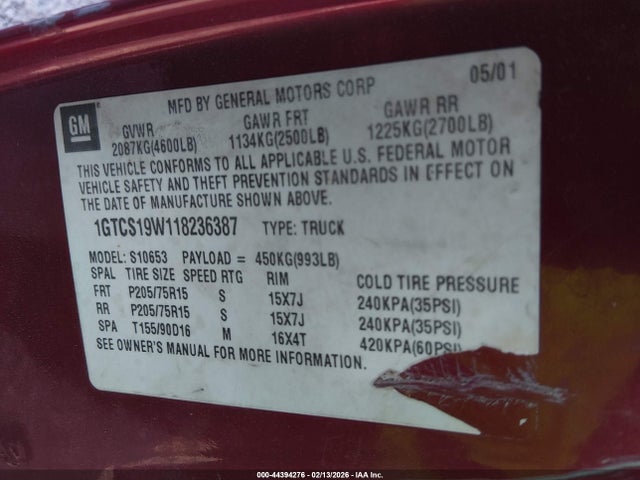 MFD BY GENERAL MOTORS CORP 05/01
GM
GVWR GAWR FRT GAWR RR
2087KG(4600LB) 1134KG(2500LB) 1225KG(2700LB)
THIS VEHICLE CONFORMS TO ALL APPLICABLE U.S. FEDERAL MOTOR
VEHICLE SAFETY AND THEFT PREVENTION STANDARDS IN EFFECT ON
THE DATE OF MANUFACTURE SHOWN ABOVE.
1GTCS19W118236387 TYPE: TRUCK
MODEL: S10653 PAYLOAD = 450KG(993LB)
SPAL TIRE SIZE SPEED RTG RIM COLD TIRE PRESSURE
FRT P205/75R15 S 15X7J 240KPA(35PSI)
RR P205/75R15 S 15X7J 240KPA(35PSI)
SPA T155/90D16 M 16X4T 420KPA(60PSI)
SEE OWNER'S MANUAL FOR MORE INFORMATION.
000-44394276 - 02/13/2026 - IAA Inc.